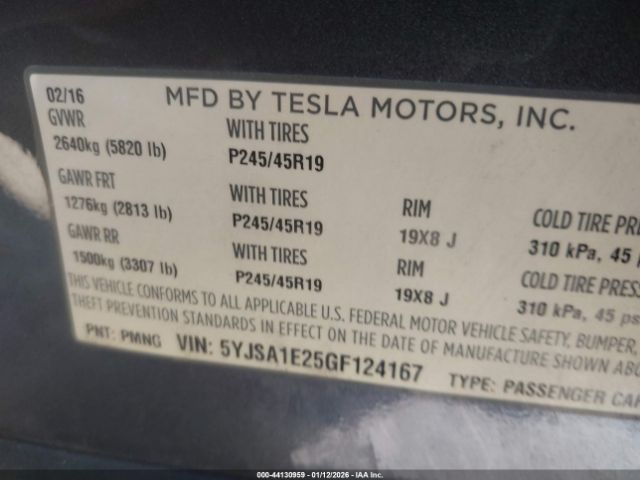 02/16 MFD BY TESLA MOTORS, INC.
GVWR WITH TIRES
2640kg (5820 lb) P245/45R19
GAWR FRT WITH TIRES RIM COLD TIRE PRE
1276kg (2813 lb) P245/45R19 19X8 J 310 kPa, 45 p
GAWR RR WITH TIRES RIM COLD TIRE PRESS
1500kg (3307 lb) P245/45R19 19X8 J 310 kPa, 45 ps
THIS VEHICLE CONFORMS TO ALL APPLICABLE U.S. FEDERAL MOTOR VEHICLE SAFETY, BUMPER,
THEFT PREVENTION STANDARDS IN EFFECT ON THE DATE OF MANUFACTURE SHOWN ABO
PNT: PMNG VIN: 5YJSA1E25GF124167 TYPE: PASSENGER CAR
000-44130959 - 01/12/2026 - IAA Inc.